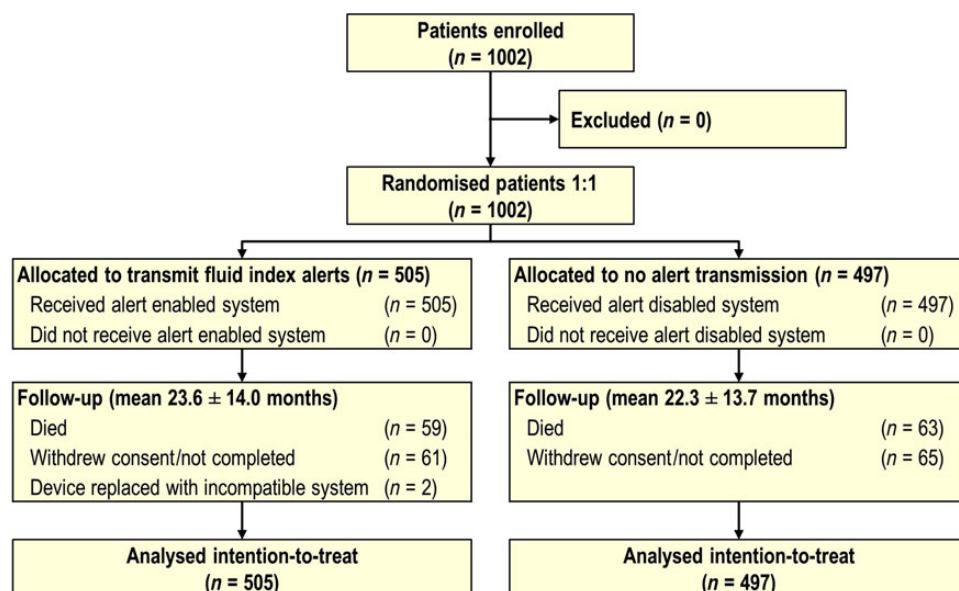 Patients enrolled
(n = 1002)
Excluded (n = 0)
Randomised patients 1:1
(n = 1002)
Allocated to transmit fluid index alerts (n = 505)
Received alert enabled system (n = 505)
Did not receive alert enabled system (n = 0)
Allocated to no alert transmission (n = 497)
Received alert disabled system (n = 497)
Did not receive alert disabled system (n = 0)
Follow-up (mean 23.6 ± 14.0 months)
Died (n = 59)
Withdrew consent/not completed (n = 61)
Device replaced with incompatible system (n = 2)
Follow-up (mean 22.3 ± 13.7 months)
Died (n = 63)
Withdrew consent/not completed (n = 65)
Analysed intention-to-treat
(n = 505)
Analysed intention-to-treat
(n = 497)